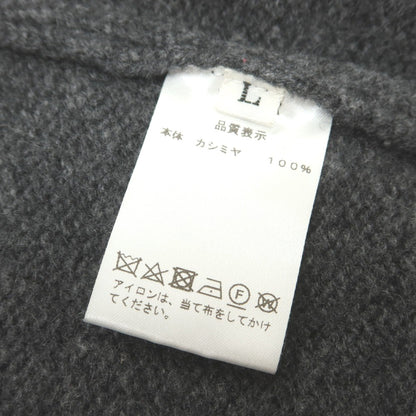 L
品質表示
本体 カシミヤ 100%
F W
アイロンは、当て布をしてかけ
てください。